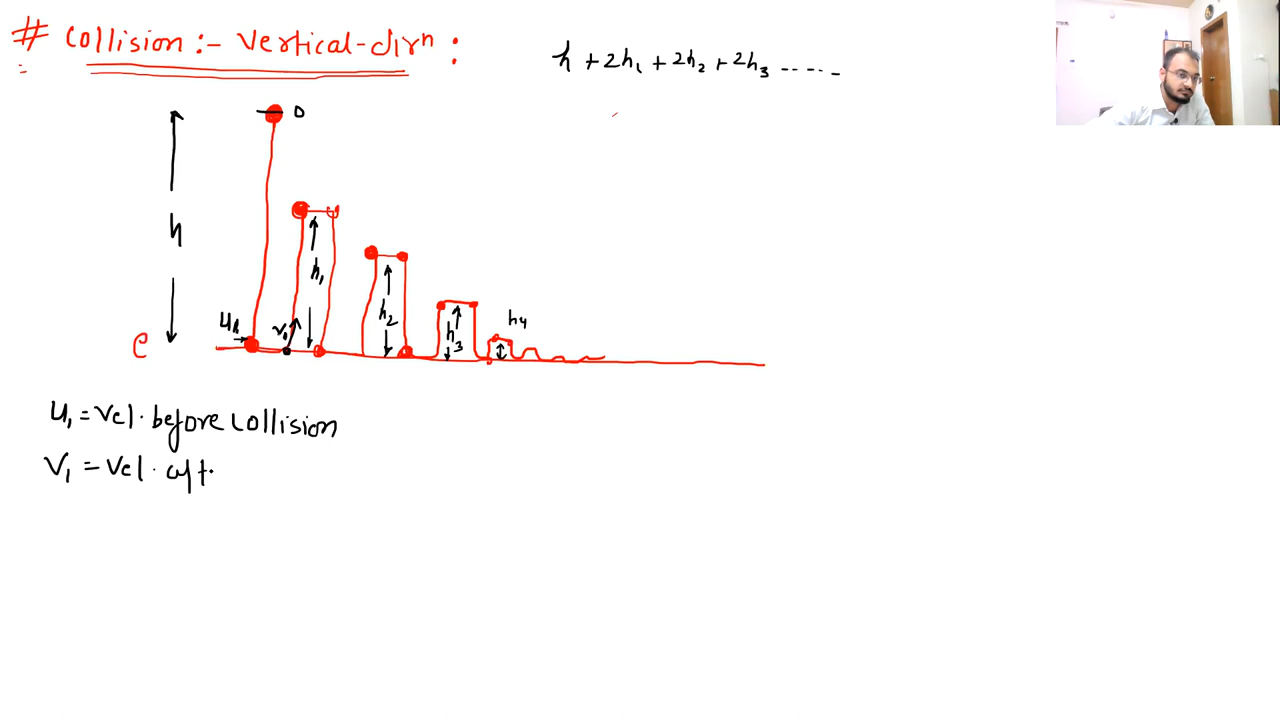 # Collision :- Vertical-dirⁿ :
h + 2h₁ + 2h₂ + 2h₃ -----
0
h
h₁
h₂
h₃
h₄
u₁
v₁
e
u₁ = vel. before collision
V₁ = Vel. aft.